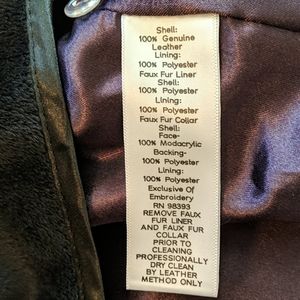 Shell:
100% Genuine
Leather
Lining:
100% Polyester
Faux Fur Liner
Shell:
100% Polyester
Lining:
100% Polyester
Faux Fur Collar
Shell:
Face-
100% Modacrylic
Backing-
100% Polyester
Lining:
100% Polyester
Exclusive Of
Embroidery
RN 98393
REMOVE FAUX
FUR LINER
AND FAUX FUR
COLLAR
PRIOR TO
CLEANING
PROFESSIONALLY
DRY CLEAN
BY LEATHER
METHOD ONLY